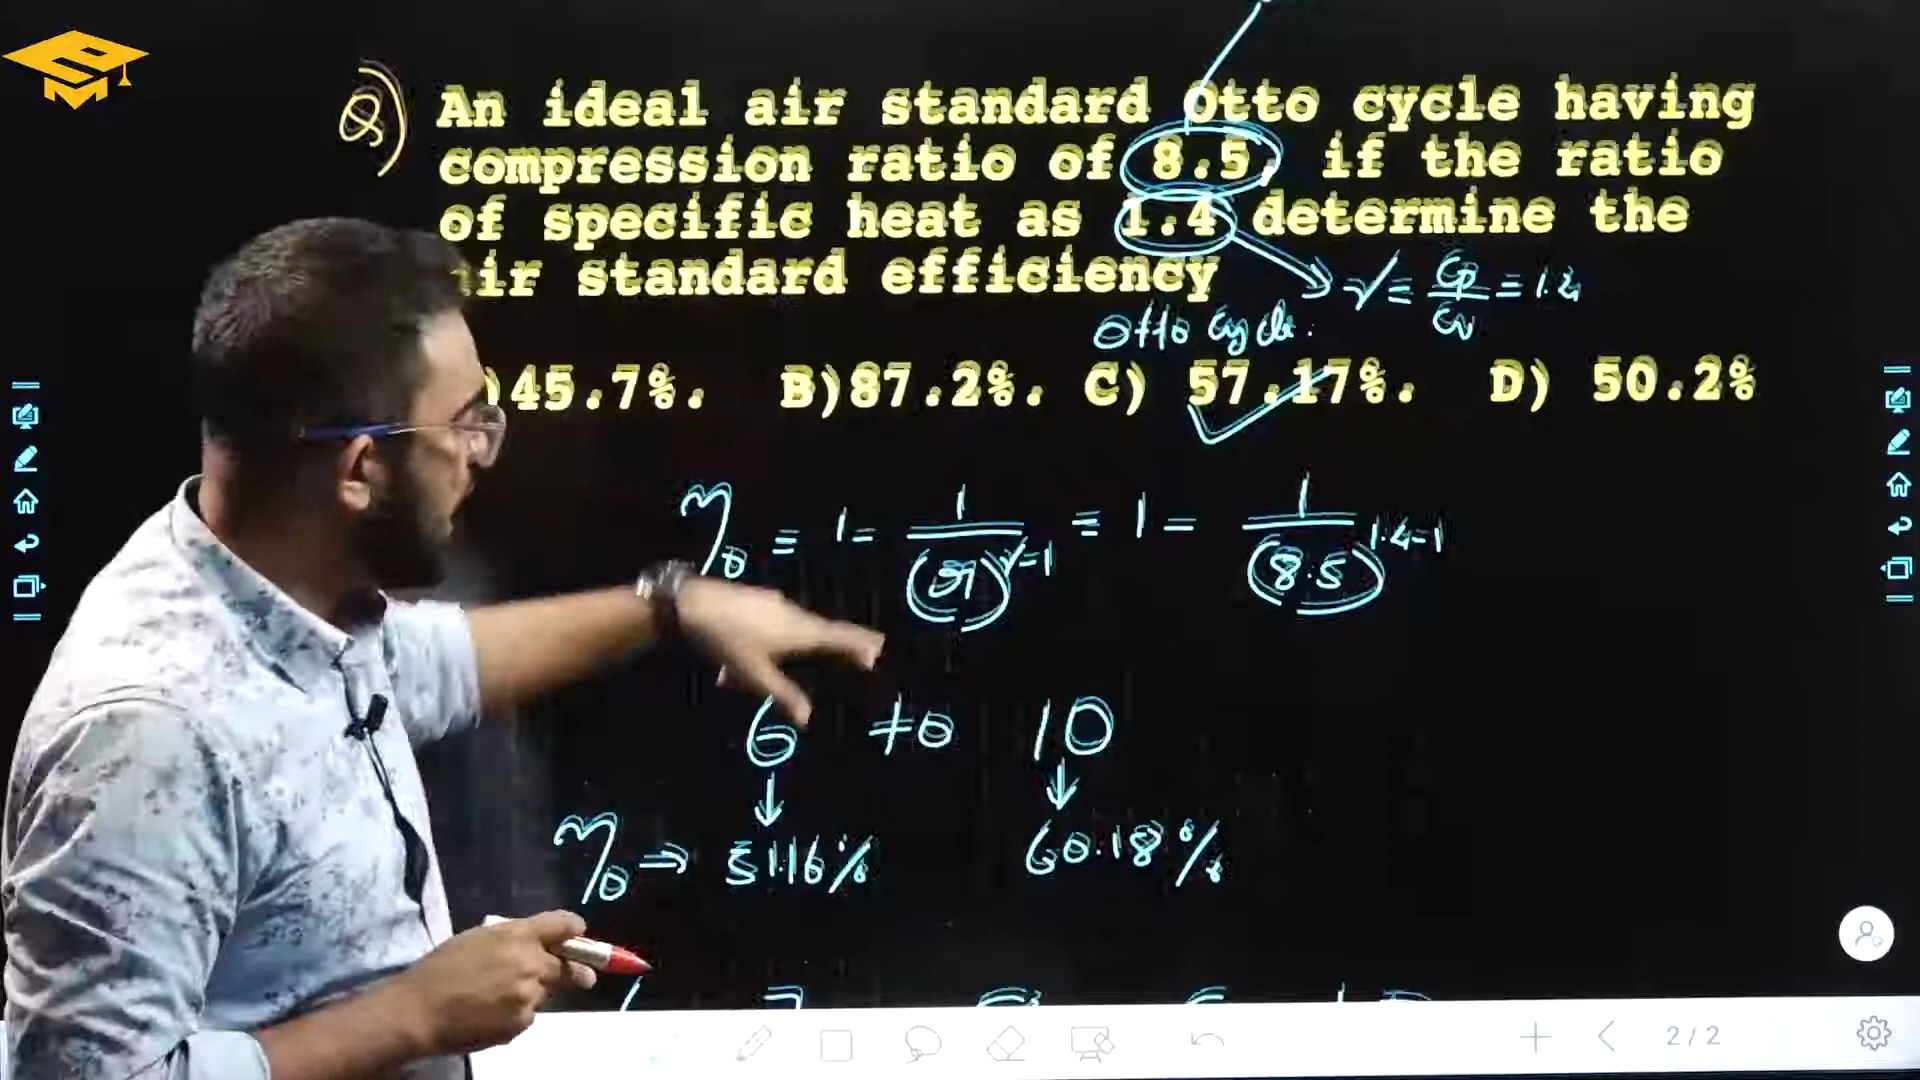 Q) An ideal air standard Otto cycle having
compression ratio of 8.5, if the ratio
of specific heat as 1.4 determine the
air standard efficiency
γ = Cp/Cv = 1.4
Otto cycle.
)45.7%. B)87.2%. C) 57.17%. D) 50.2%
η₀ = 1 - 1/(r)^γ-1 = 1 - 1/(8.5)^1.4-1
6 to 10
η₀ ⇒ 51.16% 60.18%
2/2